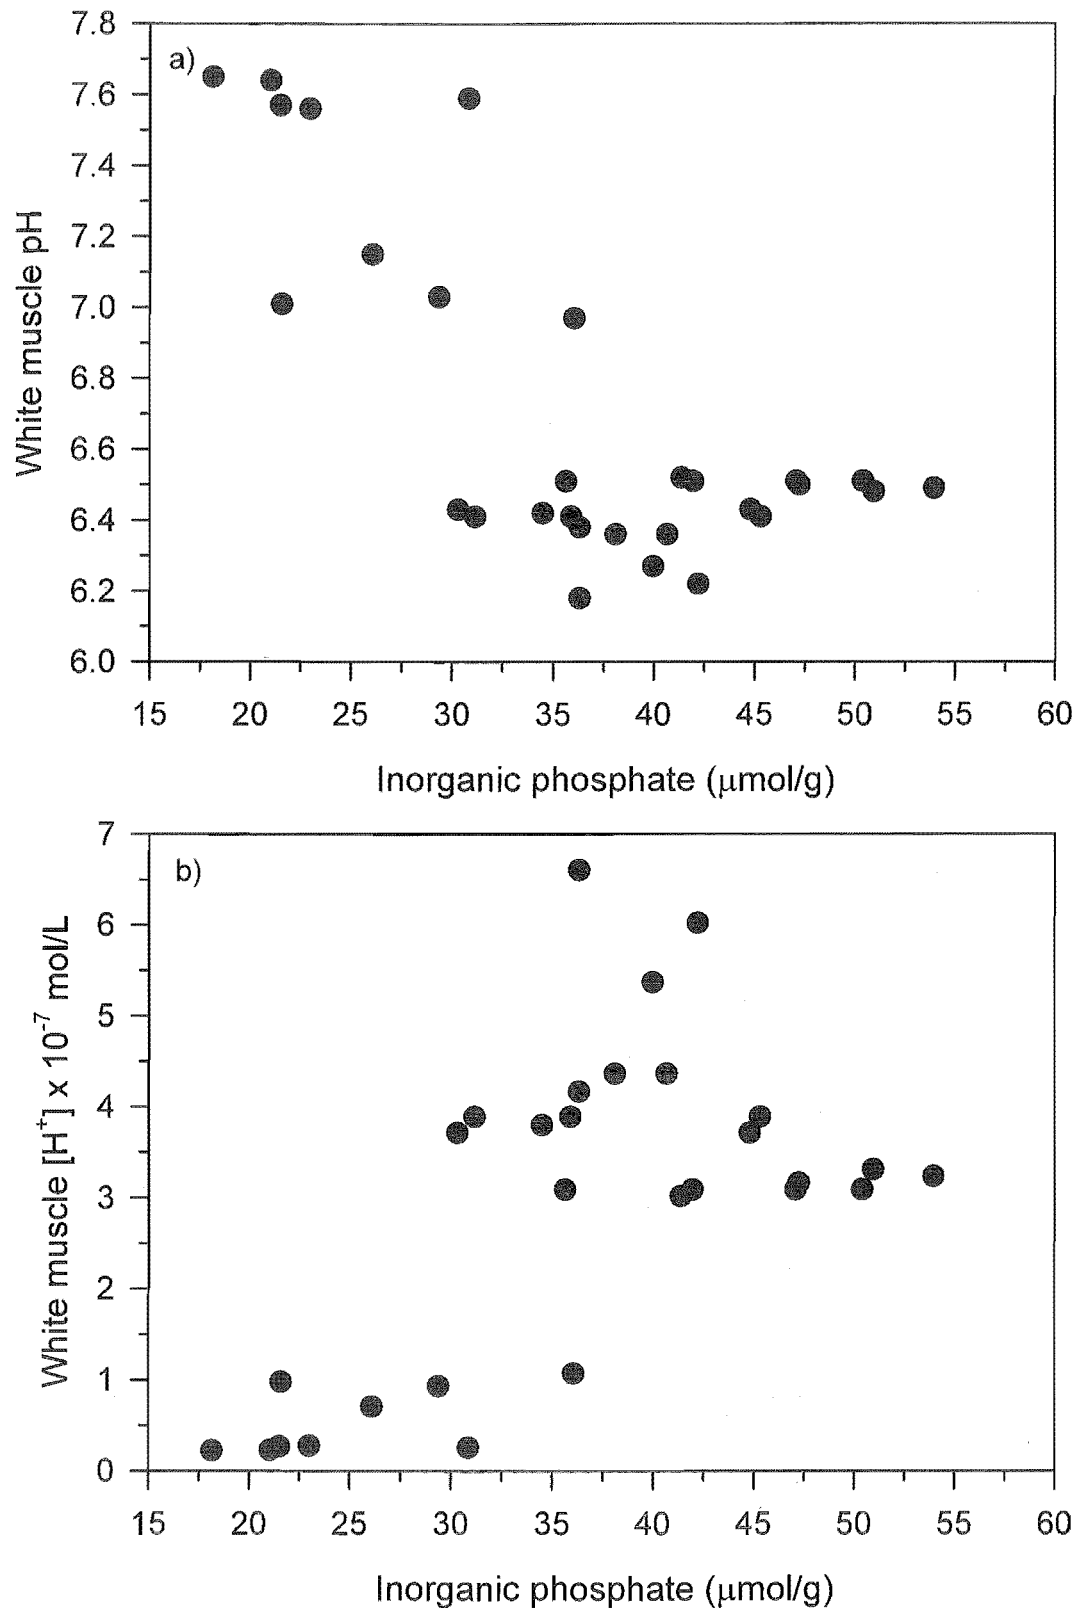 a)
White muscle pH
7.8
7.6
7.4
7.2
7.0
6.8
6.6
6.4
6.2
6.0
15 20 25 30 35 40 45 50 55 60
Inorganic phosphate (μmol/g)
b)
White muscle [H⁺] x 10⁻⁷ mol/L
7
6
5
4
3
2
1
0
15 20 25 30 35 40 45 50 55 60
Inorganic phosphate (μmol/g)